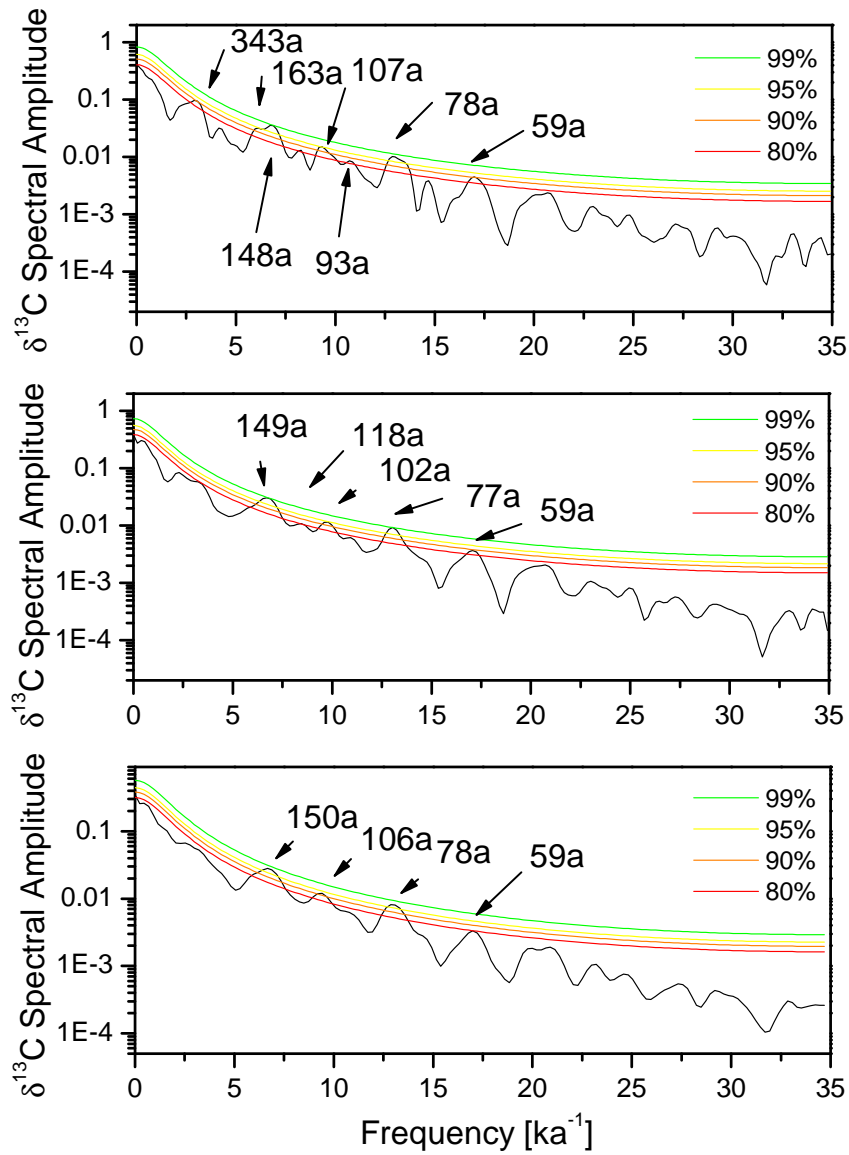 δ¹³C Spectral Amplitude
1
0.1
0.01
1E-3
1E-4
343a
163a
107a
78a
59a
148a
93a
99%
95%
90%
80%
0 5 10 15 20 25 30 35
δ¹³C Spectral Amplitude
1
0.1
0.01
1E-3
1E-4
149a
118a
102a
77a
59a
99%
95%
90%
80%
0 5 10 15 20 25 30 35
δ¹³C Spectral Amplitude
0.1
0.01
1E-3
1E-4
150a
106a
78a
59a
99%
95%
90%
80%
0 5 10 15 20 25 30 35
Frequency [ka⁻¹]